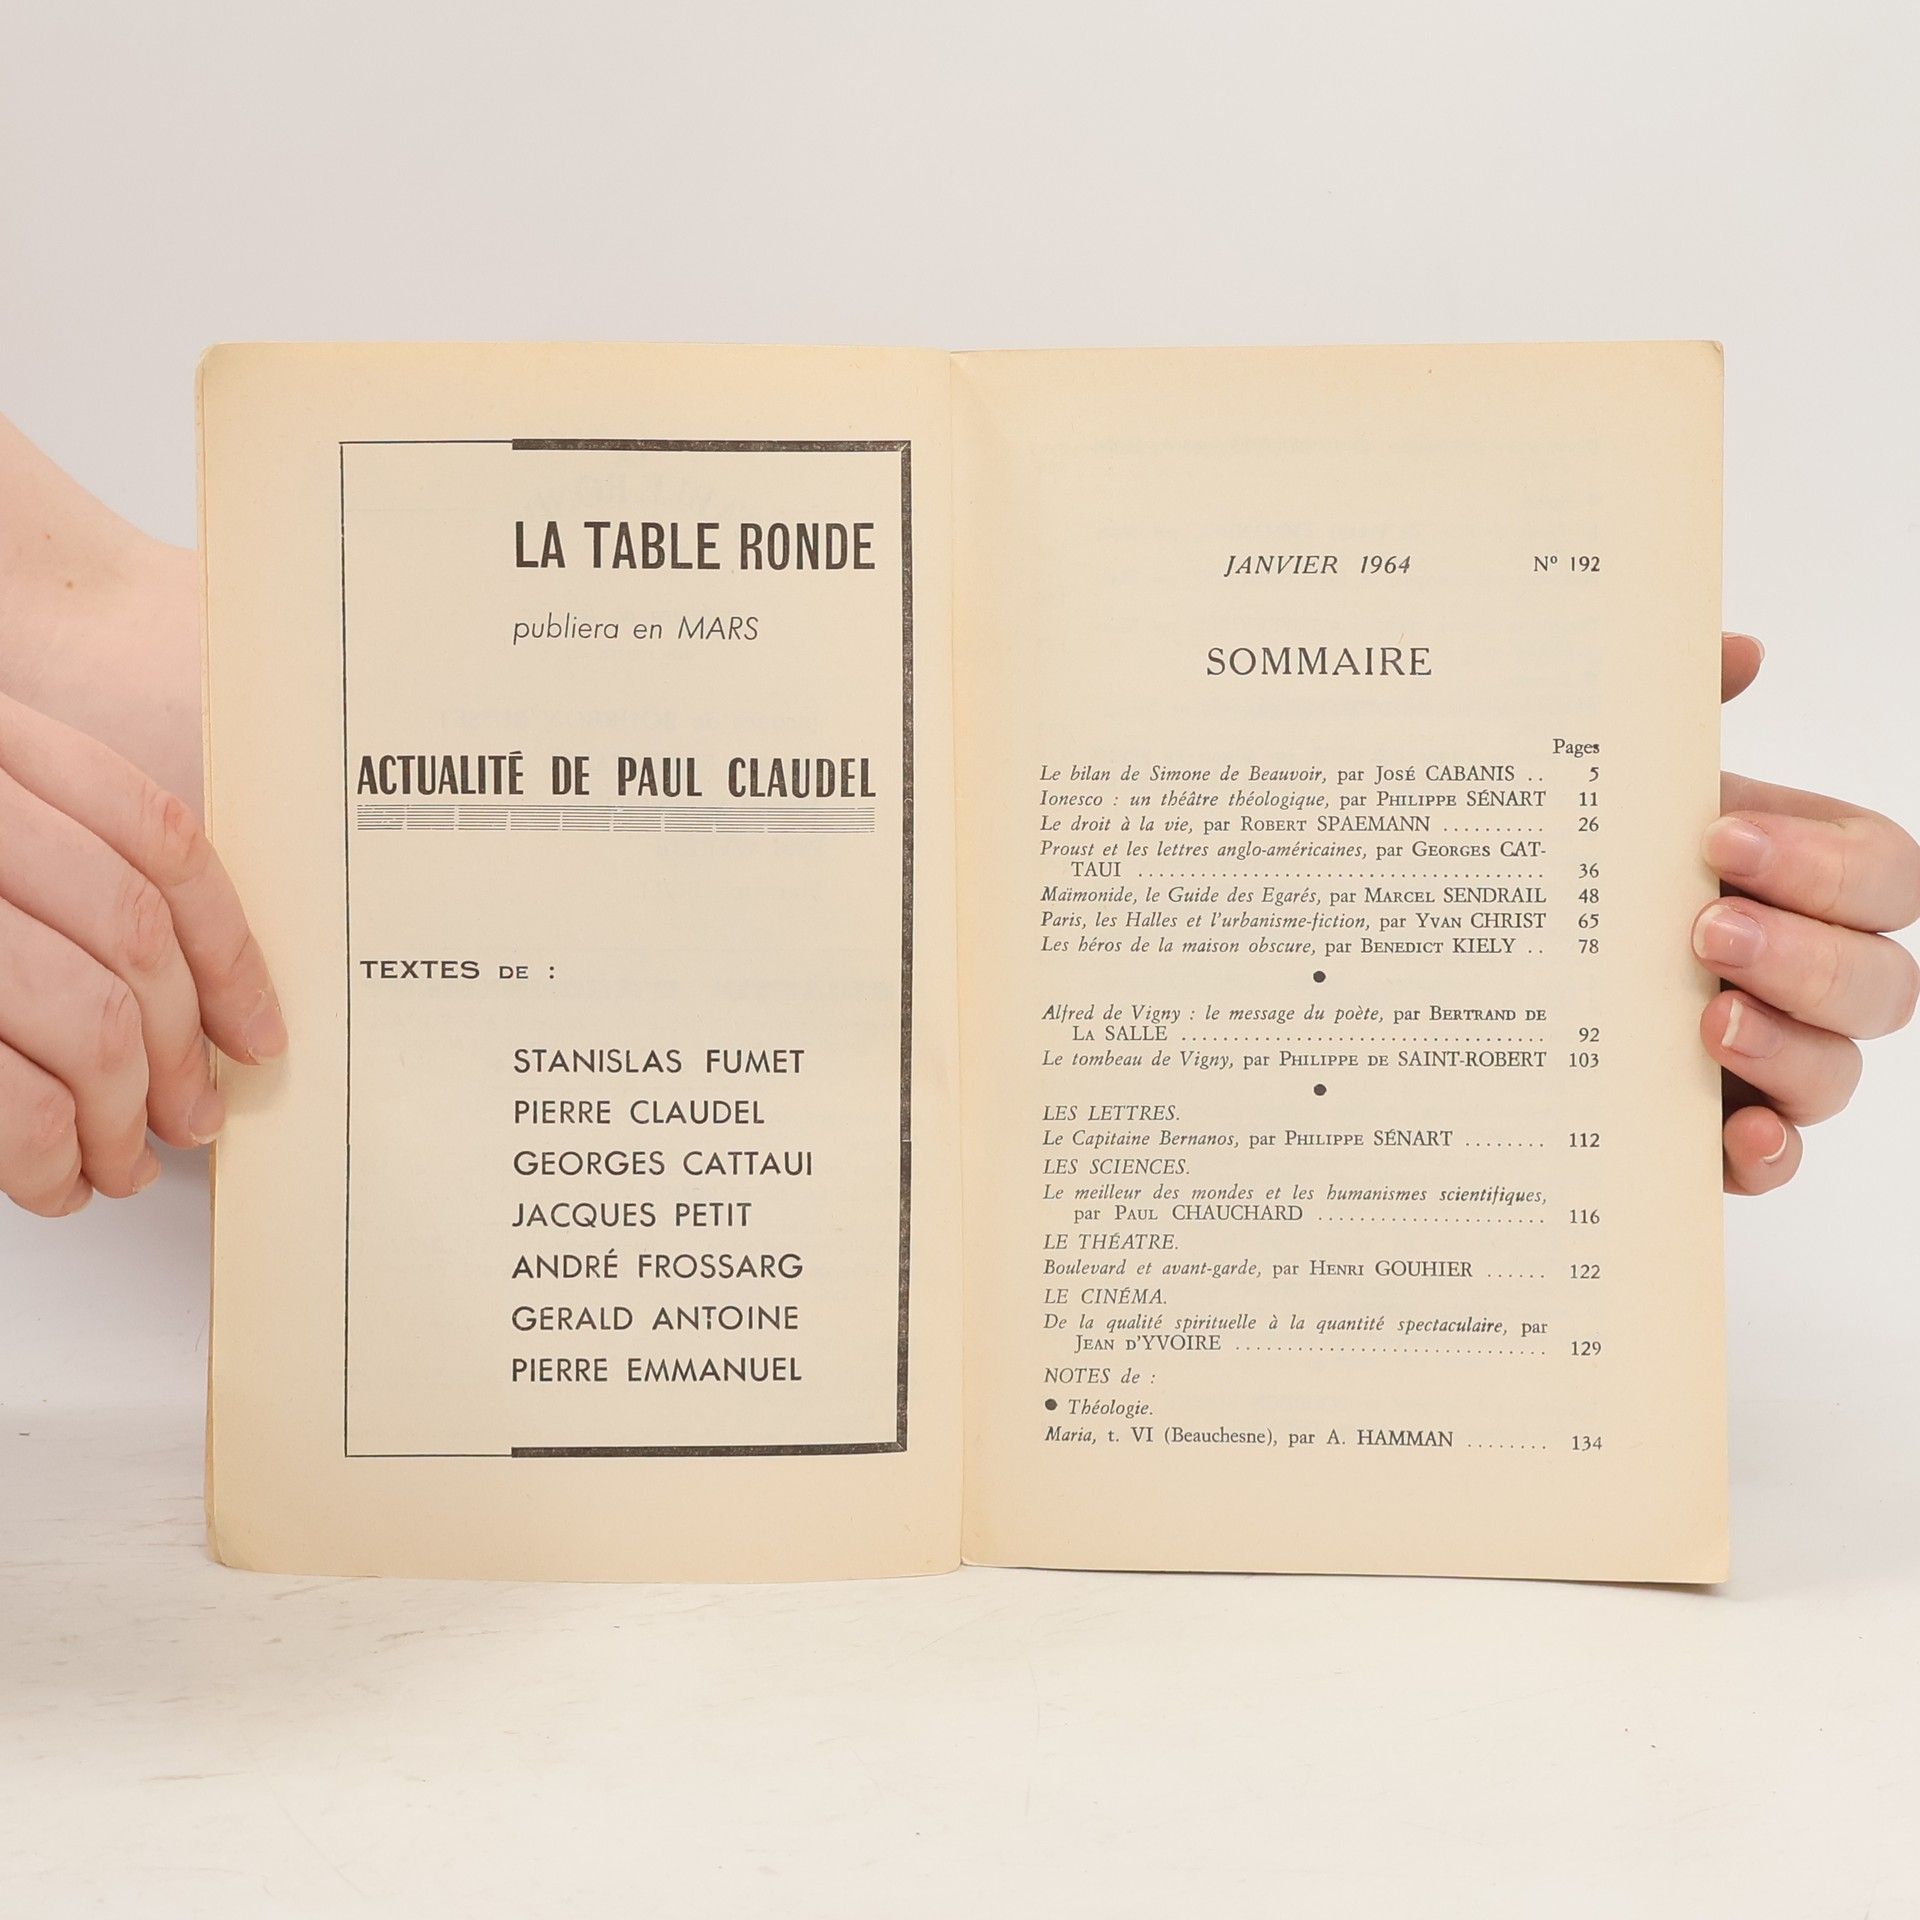 LA TABLE RONDE
publiera en MARS
ACTUALITÉ DE PAUL CLAUDEL
TEXTES DE :
STANISLAS FUMET
PIERRE CLAUDEL
GEORGES CATTAUI
JACQUES PETIT
ANDRÉ FROSSARG
GERALD ANTOINE
PIERRE EMMANUEL
JANVIER 1964 Nº 192
SOMMAIRE
Pages
Le bilan de Simone de Beauvoir, par José CABANIS .. 5
Ionesco : un théâtre théologique, par Philippe SÉNART 11
Le droit à la vie, par Robert SPAEMANN .......... 26
Proust et les lettres anglo-américaines, par Georges CAT-
TAUI ...................................... 36
Maïmonide, le Guide des Egarés, par Marcel SENDRAIL 48
Paris, les Halles et l'urbanisme-fiction, par Yvan CHRIST 65
Les héros de la maison obscure, par Benedict KIELY .. 78
●
Alfred de Vigny : le message du poète, par Bertrand de
La SALLE .................................. 92
Le tombeau de Vigny, par Philippe de SAINT-ROBERT 103
●
LES LETTRES.
Le Capitaine Bernanos, par Philippe SÉNART ........ 112
LES SCIENCES.
Le meilleur des mondes et les humanismes scientifiques,
par Paul CHAUCHARD ...................... 116
LE THÉATRE.
Boulevard et avant-garde, par Henri GOUHIER ...... 122
LE CINÉMA.
De la qualité spirituelle à la quantité spectaculaire, par
Jean d'YVOIRE ............................. 129
NOTES de :
● Théologie.
Maria, t. VI (Beauchesne), par A. HAMMAN ........ 134